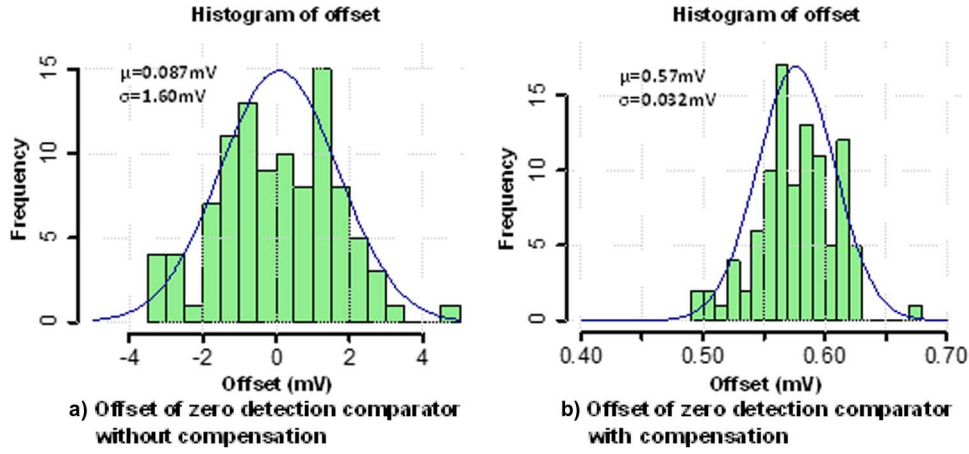 Histogram of offset
μ=0.087mV
σ=1.60mV
Frequency
15
10
5
0
-4 -2 0 2 4
Offset (mV)
a) Offset of zero detection comparator
without compensation
Histogram of offset
μ=0.57mV
σ=0.032mV
Frequency
15
10
5
0
0.40 0.50 0.60 0.70
Offset (mV)
b) Offset of zero detection comparator
with compensation